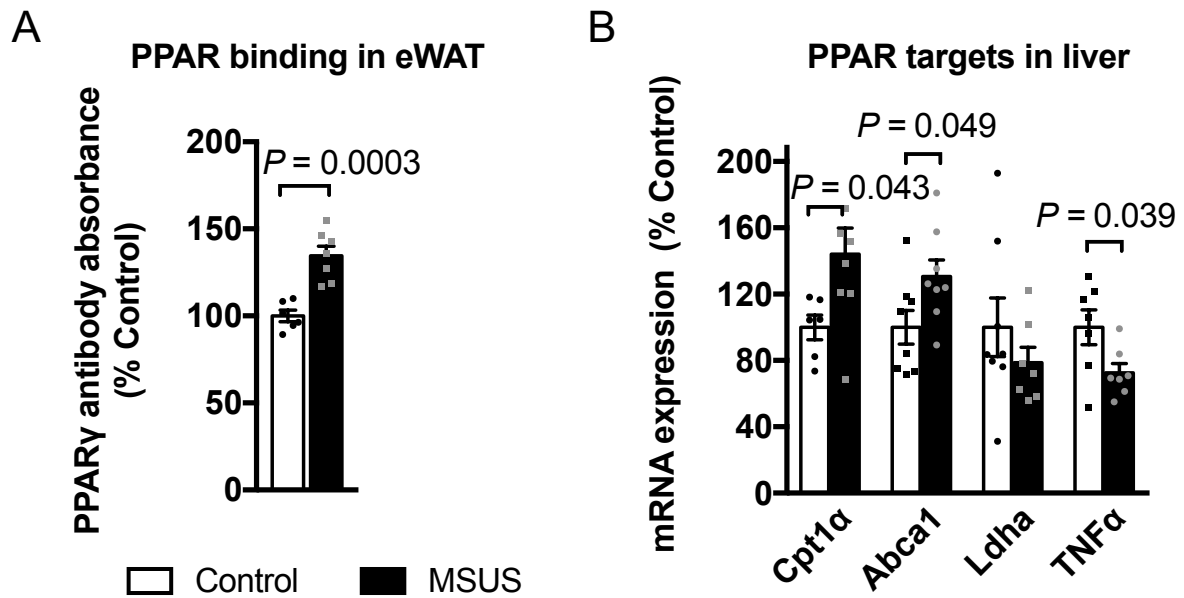 A
PPAR binding in eWAT
PPARγ antibody absorbance
(% Control)
200
150
100
50
0
P = 0.0003
Control
MSUS
B
PPAR targets in liver
mRNA expression (% Control)
200
160
120
80
40
0
P = 0.043
P = 0.049
P = 0.039
Cpt1α
Abca1
Ldha
TNFα